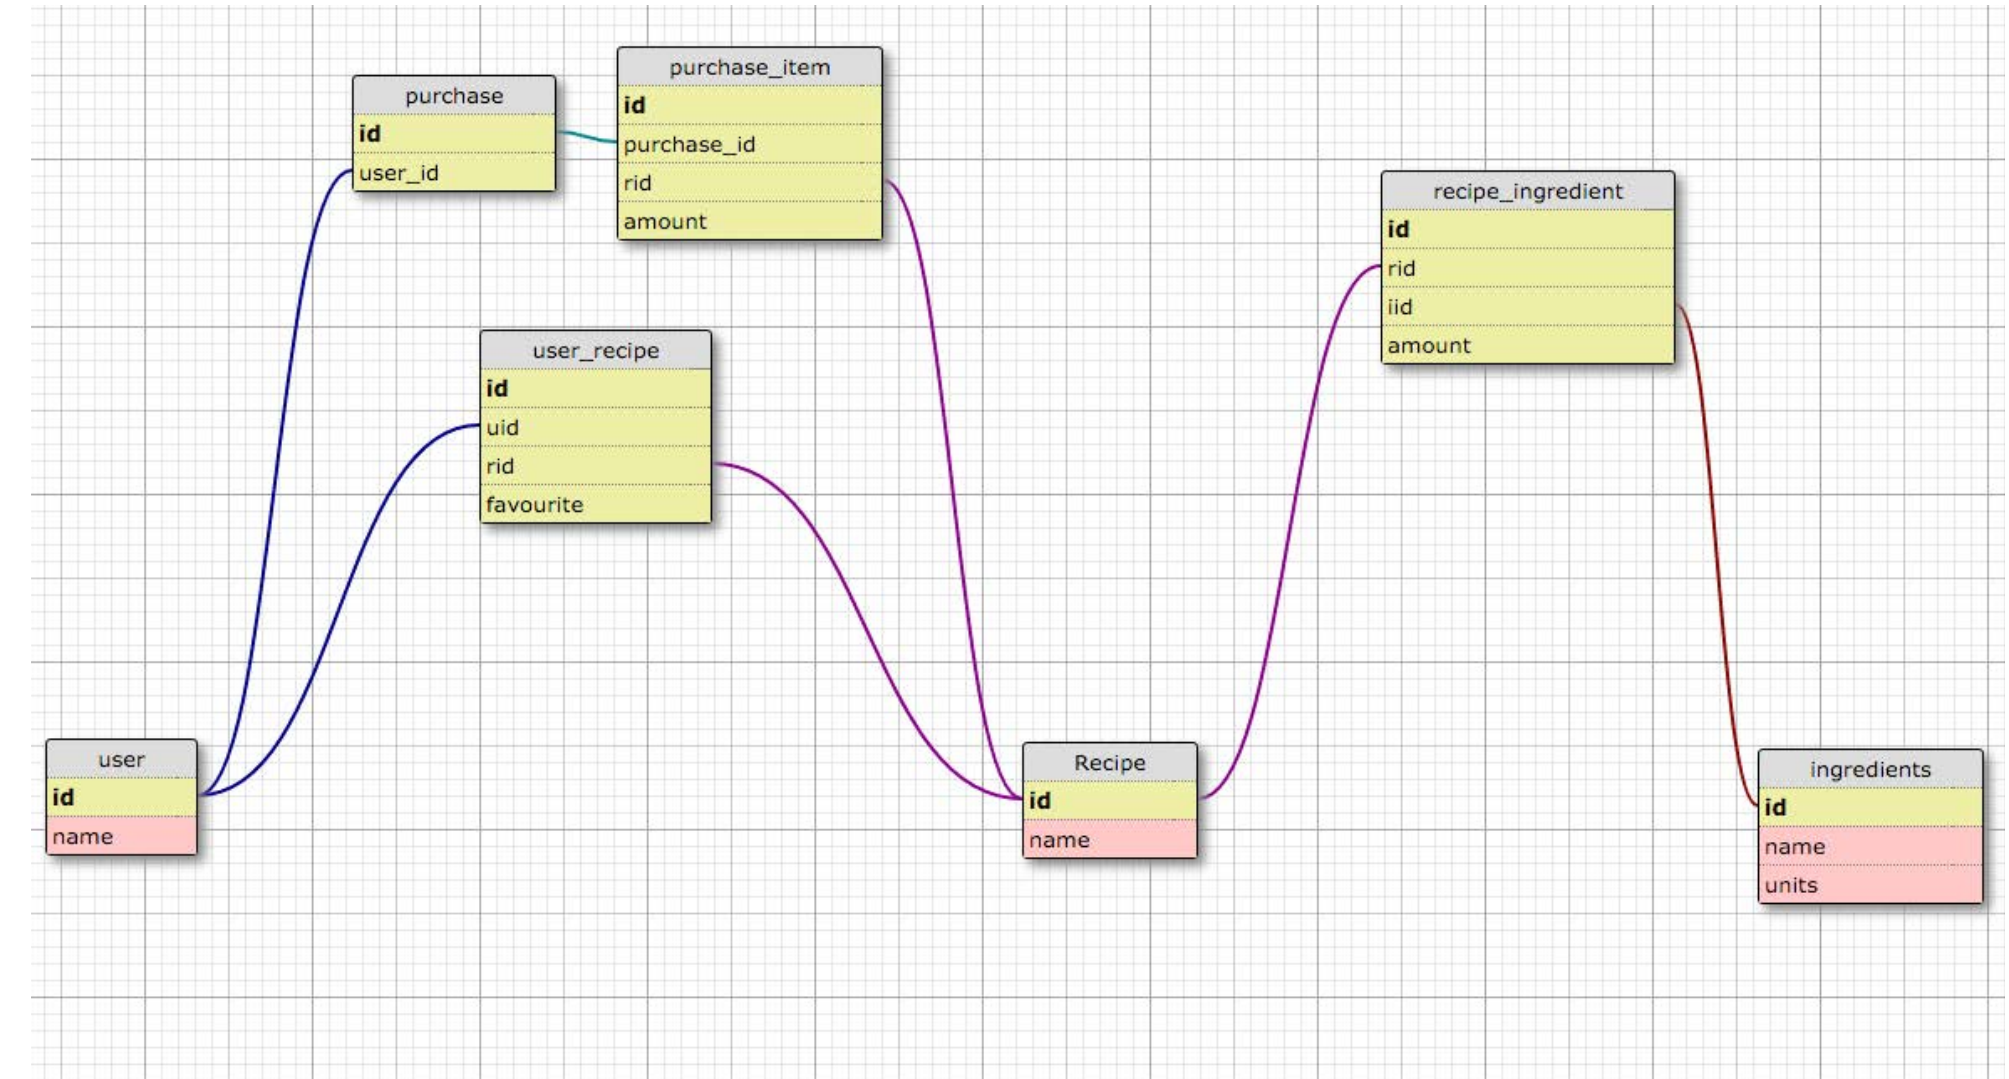 purchase
id
user_id
purchase_item
id
purchase_id
rid
amount
user_recipe
id
uid
rid
favourite
recipe_ingredient
id
rid
iid
amount
user
id
name
Recipe
id
name
ingredients
id
name
units